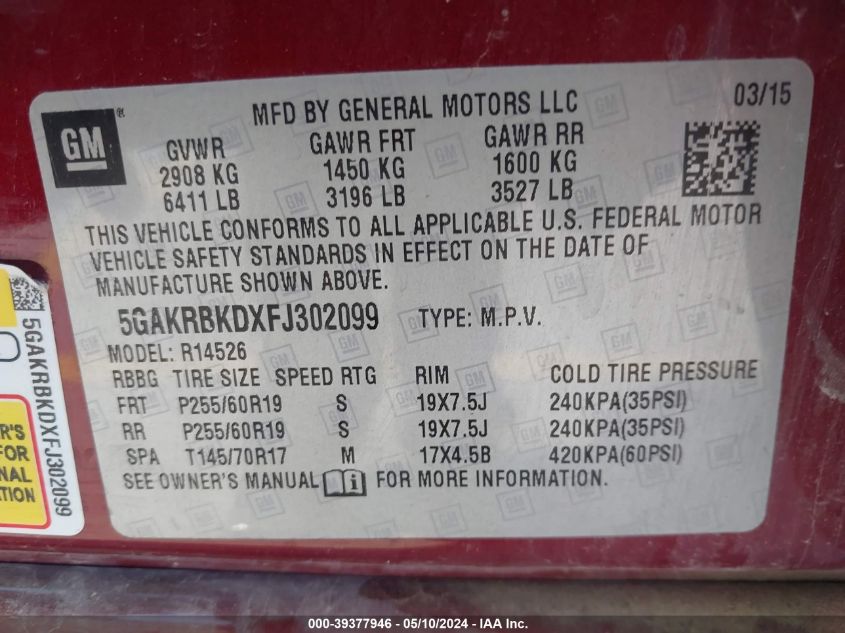 GM ®
MFD BY GENERAL MOTORS LLC
03/15
GVWR GAWR FRT GAWR RR
2908 KG 1450 KG 1600 KG
6411 LB 3196 LB 3527 LB
THIS VEHICLE CONFORMS TO ALL APPLICABLE U.S. FEDERAL MOTOR
VEHICLE SAFETY STANDARDS IN EFFECT ON THE DATE OF
MANUFACTURE SHOWN ABOVE.
5GAKRBKDXFJ302099 TYPE: M.P.V.
MODEL: R14526
RBBG TIRE SIZE SPEED RTG RIM COLD TIRE PRESSURE
FRT P255/60R19 S 19X7.5J 240KPA(35PSI)
RR P255/60R19 S 19X7.5J 240KPA(35PSI)
SPA T145/70R17 M 17X4.5B 420KPA(60PSI)
SEE OWNER'S MANUAL i FOR MORE INFORMATION.
5GAKRBKDXFJ302099
R'S
FOR
NAL
TION
000-39377946 - 05/10/2024 - IAA Inc.